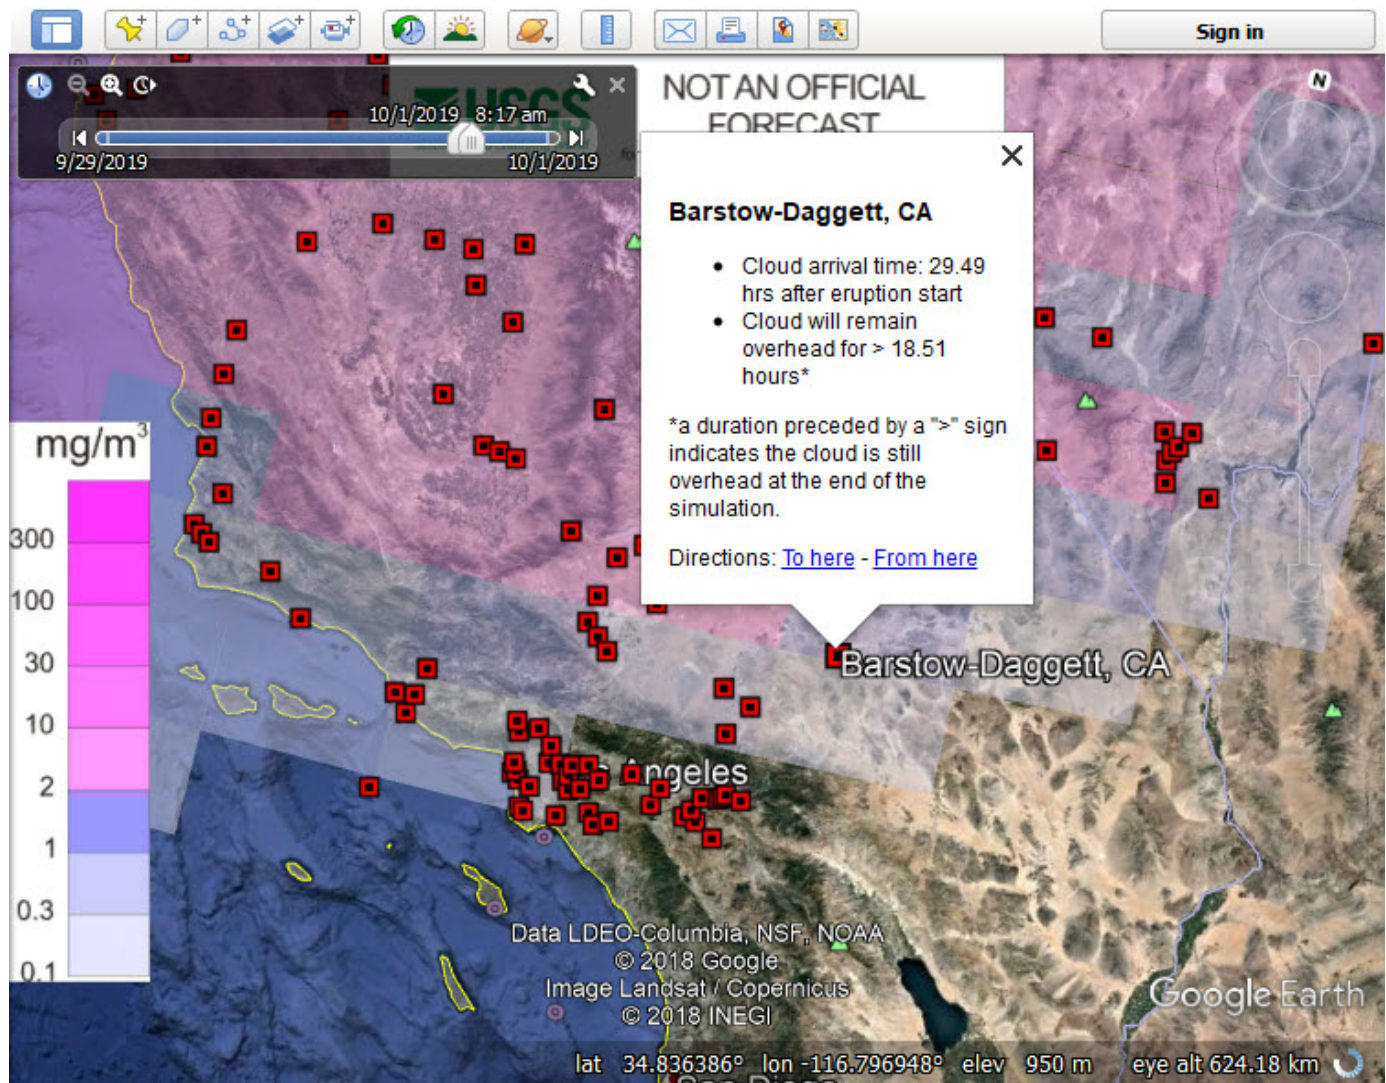 Sign in
N
10/1/2019 8:17 am
9/29/2019
10/1/2019
USGS
NOT AN OFFICIAL
FORECAST
Barstow-Daggett, CA
• Cloud arrival time: 29.49
hrs after eruption start
• Cloud will remain
overhead for > 18.51
hours*
*a duration preceded by a ">" sign
indicates the cloud is still
overhead at the end of the
simulation.
Directions: To here - From here
Barstow-Daggett, CA
mg/m³
300
100
30
10
2
1
0.3
0.1
Angeles
Data LDEO-Columbia, NSF, NOAA
© 2018 Google
Image Landsat / Copernicus
© 2018 INEGI
Google Earth
lat 34.836386° lon -116.796948° elev 950 m eye alt 624.18 km
San Diego